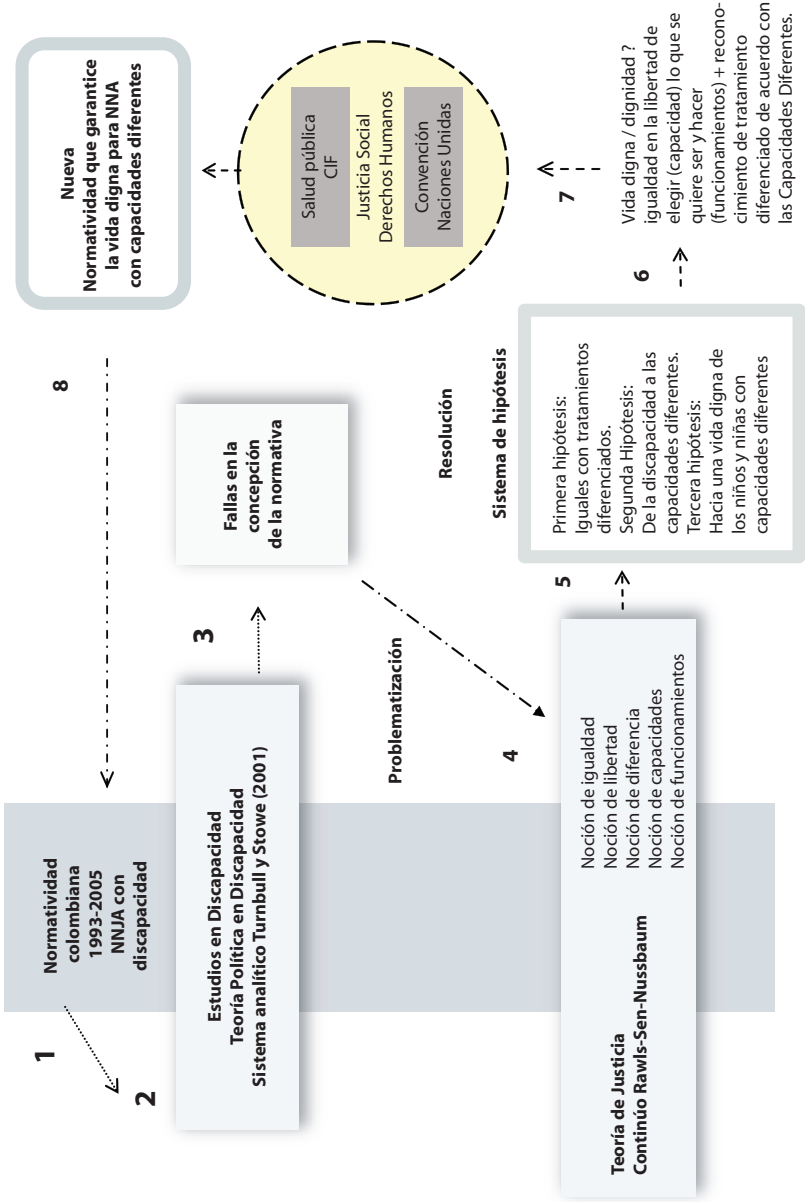 1
Normatividad
colombiana
1993-2005
NNJA con
discapacidad
8
Nueva
Normatividad que garantice
la vida digna para NNA
con capacidades diferentes
2
Estudios en Discapacidad
Teoría Política en Discapacidad
Sistema analítico Turnbull y Stowe (2001)
3
Fallas en la
concepción
de la normativa
Salud pública
CIF
Justicia Social
Derechos Humanos
Convención
Naciones Unidas
Problematización
Resolución
4
Sistema de hipótesis
7
Teoría de Justicia
Continúo Rawls-Sen-Nussbaum
Noción de igualdad
Noción de libertad
Noción de diferencia
Noción de capacidades
Noción de funcionamientos
5
Primera hipótesis:
Iguales con tratamientos
diferenciados.
Segunda Hipótesis:
De la discapacidad a las
capacidades diferentes.
Tercera hipótesis:
Hacia una vida digna de
los niños y niñas con
capacidades diferentes
6
Vida digna / dignidad ?
igualdad en la libertad de
elegir (capacidad) lo que se
quiere ser y hacer
(funcionamientos) + recono-
cimiento de tratamiento
diferenciado de acuerdo con
las Capacidades Diferentes.